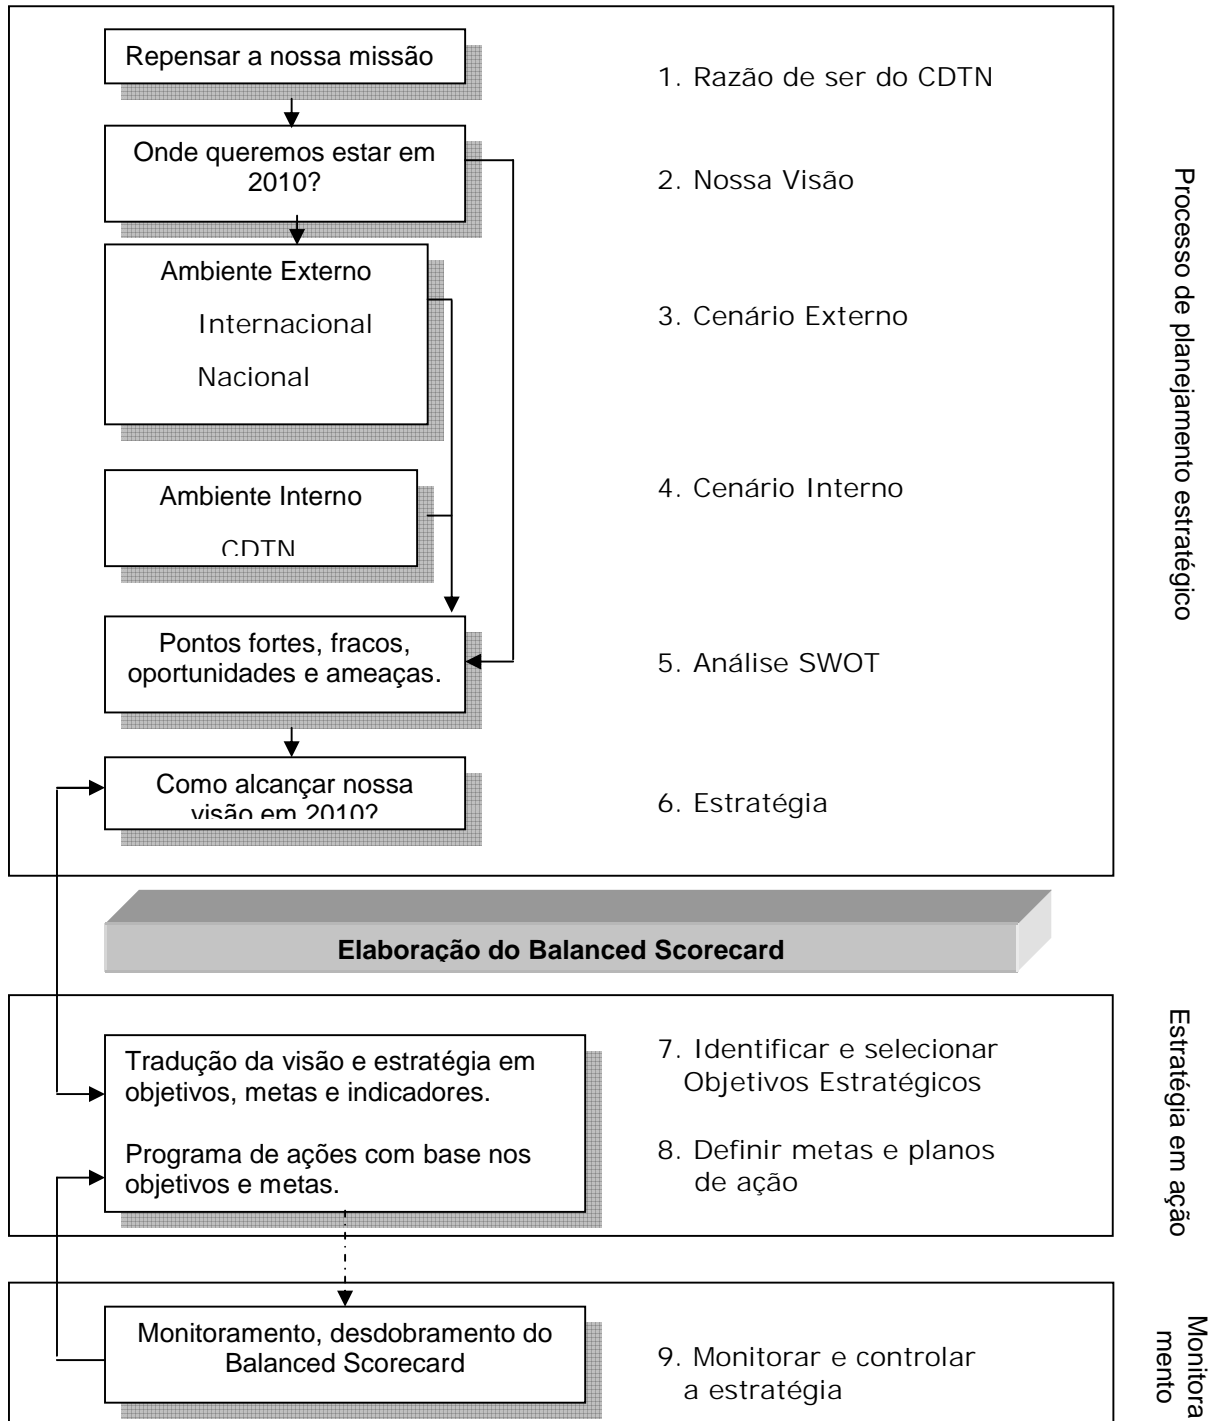 Repensar a nossa missão
1. Razão de ser do CDTN
Onde queremos estar em
2010?
2. Nossa Visão
Ambiente Externo
Internacional
Nacional
3. Cenário Externo
Ambiente Interno
CDTN
4. Cenário Interno
Pontos fortes, fracos,
oportunidades e ameaças.
5. Análise SWOT
Como alcançar nossa
visão em 2010?
6. Estratégia
Processo de planejamento estratégico
Elaboração do Balanced Scorecard
Tradução da visão e estratégia em
objetivos, metas e indicadores.
Programa de ações com base nos
objetivos e metas.
7. Identificar e selecionar
Objetivos Estratégicos
8. Definir metas e planos
de ação
Estratégia em ação
Monitoramento, desdobramento do
Balanced Scorecard
9. Monitorar e controlar
a estratégia
Monitora
mento